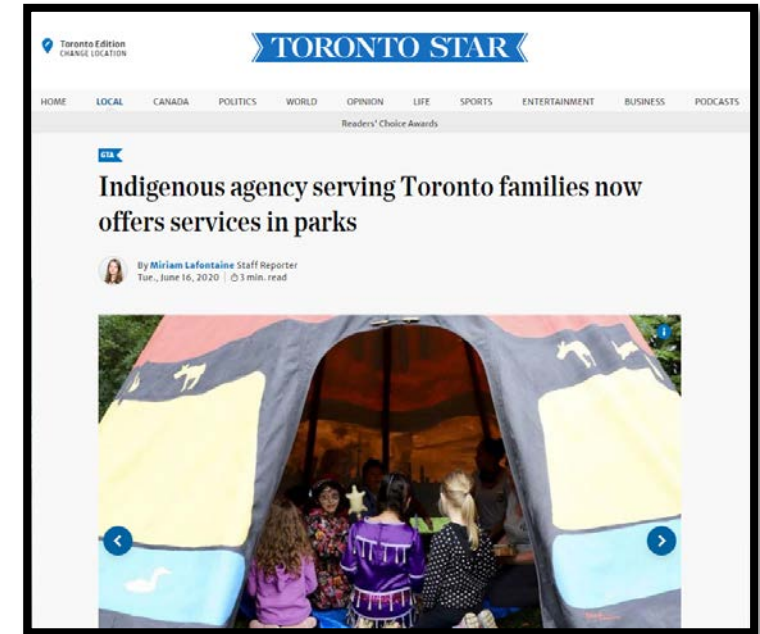 Toronto Edition
CHANGE LOCATION
TORONTO STAR
HOME LOCAL CANADA POLITICS WORLD OPINION LIFE SPORTS ENTERTAINMENT BUSINESS PODCASTS
Readers' Choice Awards
GTA
Indigenous agency serving Toronto families now
offers services in parks
By Miriam Lafontaine Staff Reporter
Tue., June 16, 2020 | 3 min. read
i